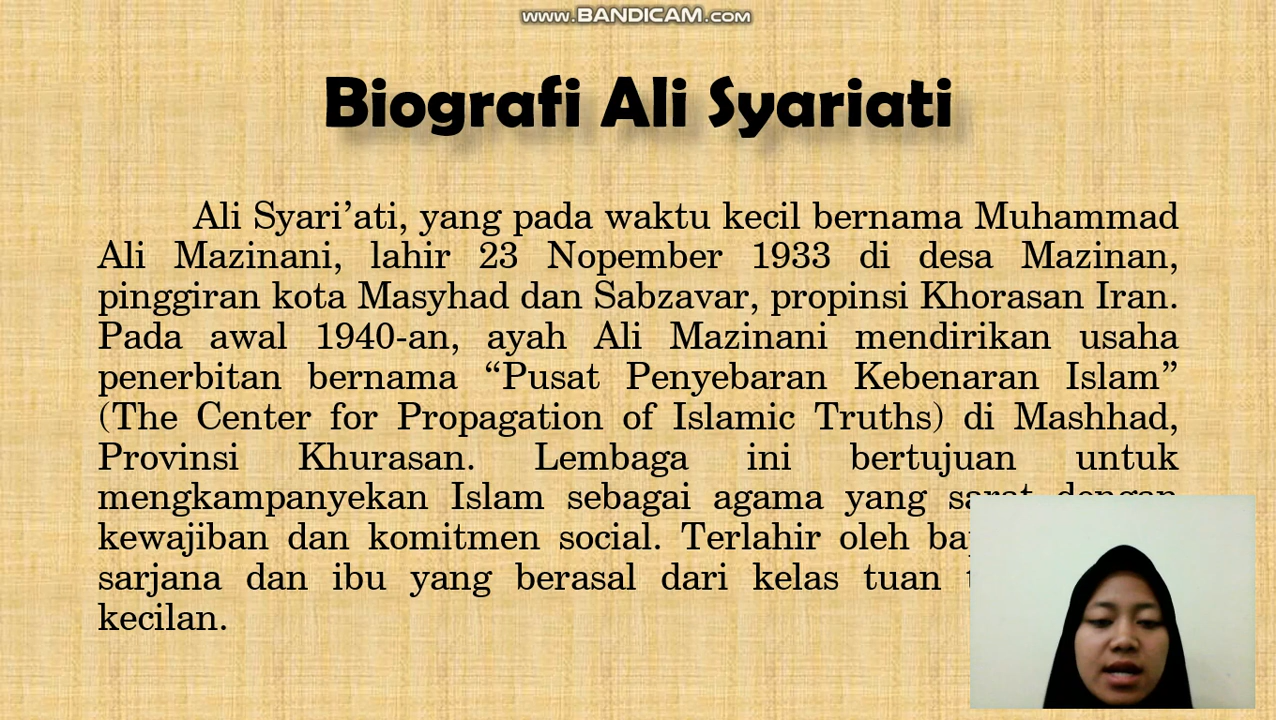 www.BANDICAM.com
Biografi Ali Syariati
Ali Syari’ati, yang pada waktu kecil bernama Muhammad
Ali Mazinani, lahir 23 Nopember 1933 di desa Mazinan,
pinggiran kota Masyhad dan Sabzavar, propinsi Khorasan Iran.
Pada awal 1940-an, ayah Ali Mazinani mendirikan usaha
penerbitan bernama “Pusat Penyebaran Kebenaran Islam”
(The Center for Propagation of Islamic Truths) di Mashhad,
Provinsi Khurasan. Lembaga ini bertujuan untuk
mengkampanyekan Islam sebagai agama yang sarat dengan
kewajiban dan komitmen social. Terlahir oleh
sarjana dan ibu yang berasal dari kelas tuan
kecilan.